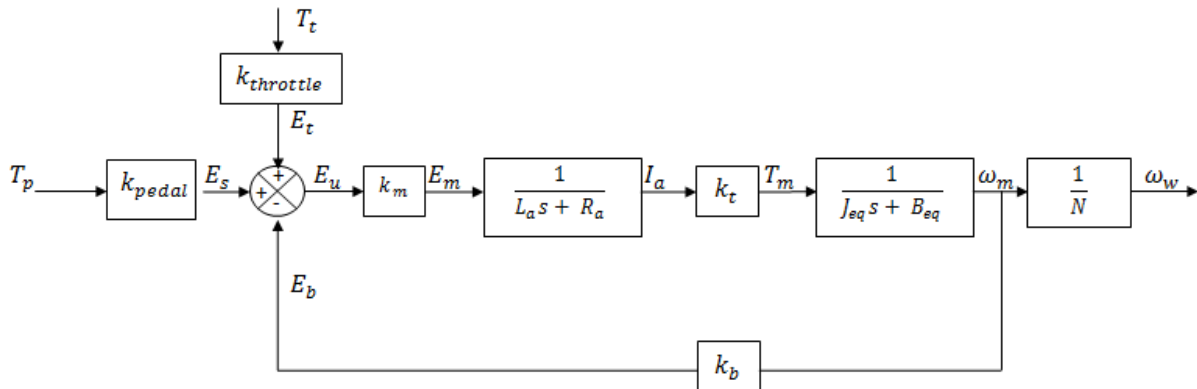 T_t
k_throttle
E_t
T_p
k_pedal
E_s
+
+
-
E_u
k_m
E_m
1
L_a s + R_a
I_a
k_t
T_m
1
J_eq s + B_eq
ω_m
1
N
ω_w
E_b
k_b